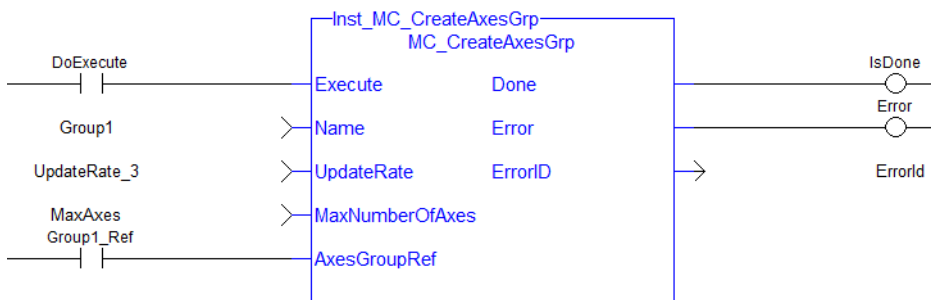 Inst_MC_CreateAxesGrp
MC_CreateAxesGrp
DoExecute
IsDone
Execute
Done
Error
Group1
Name
Error
UpdateRate_3
UpdateRate
ErrorID
ErrorId
MaxAxes
MaxNumberOfAxes
Group1_Ref
AxesGroupRef